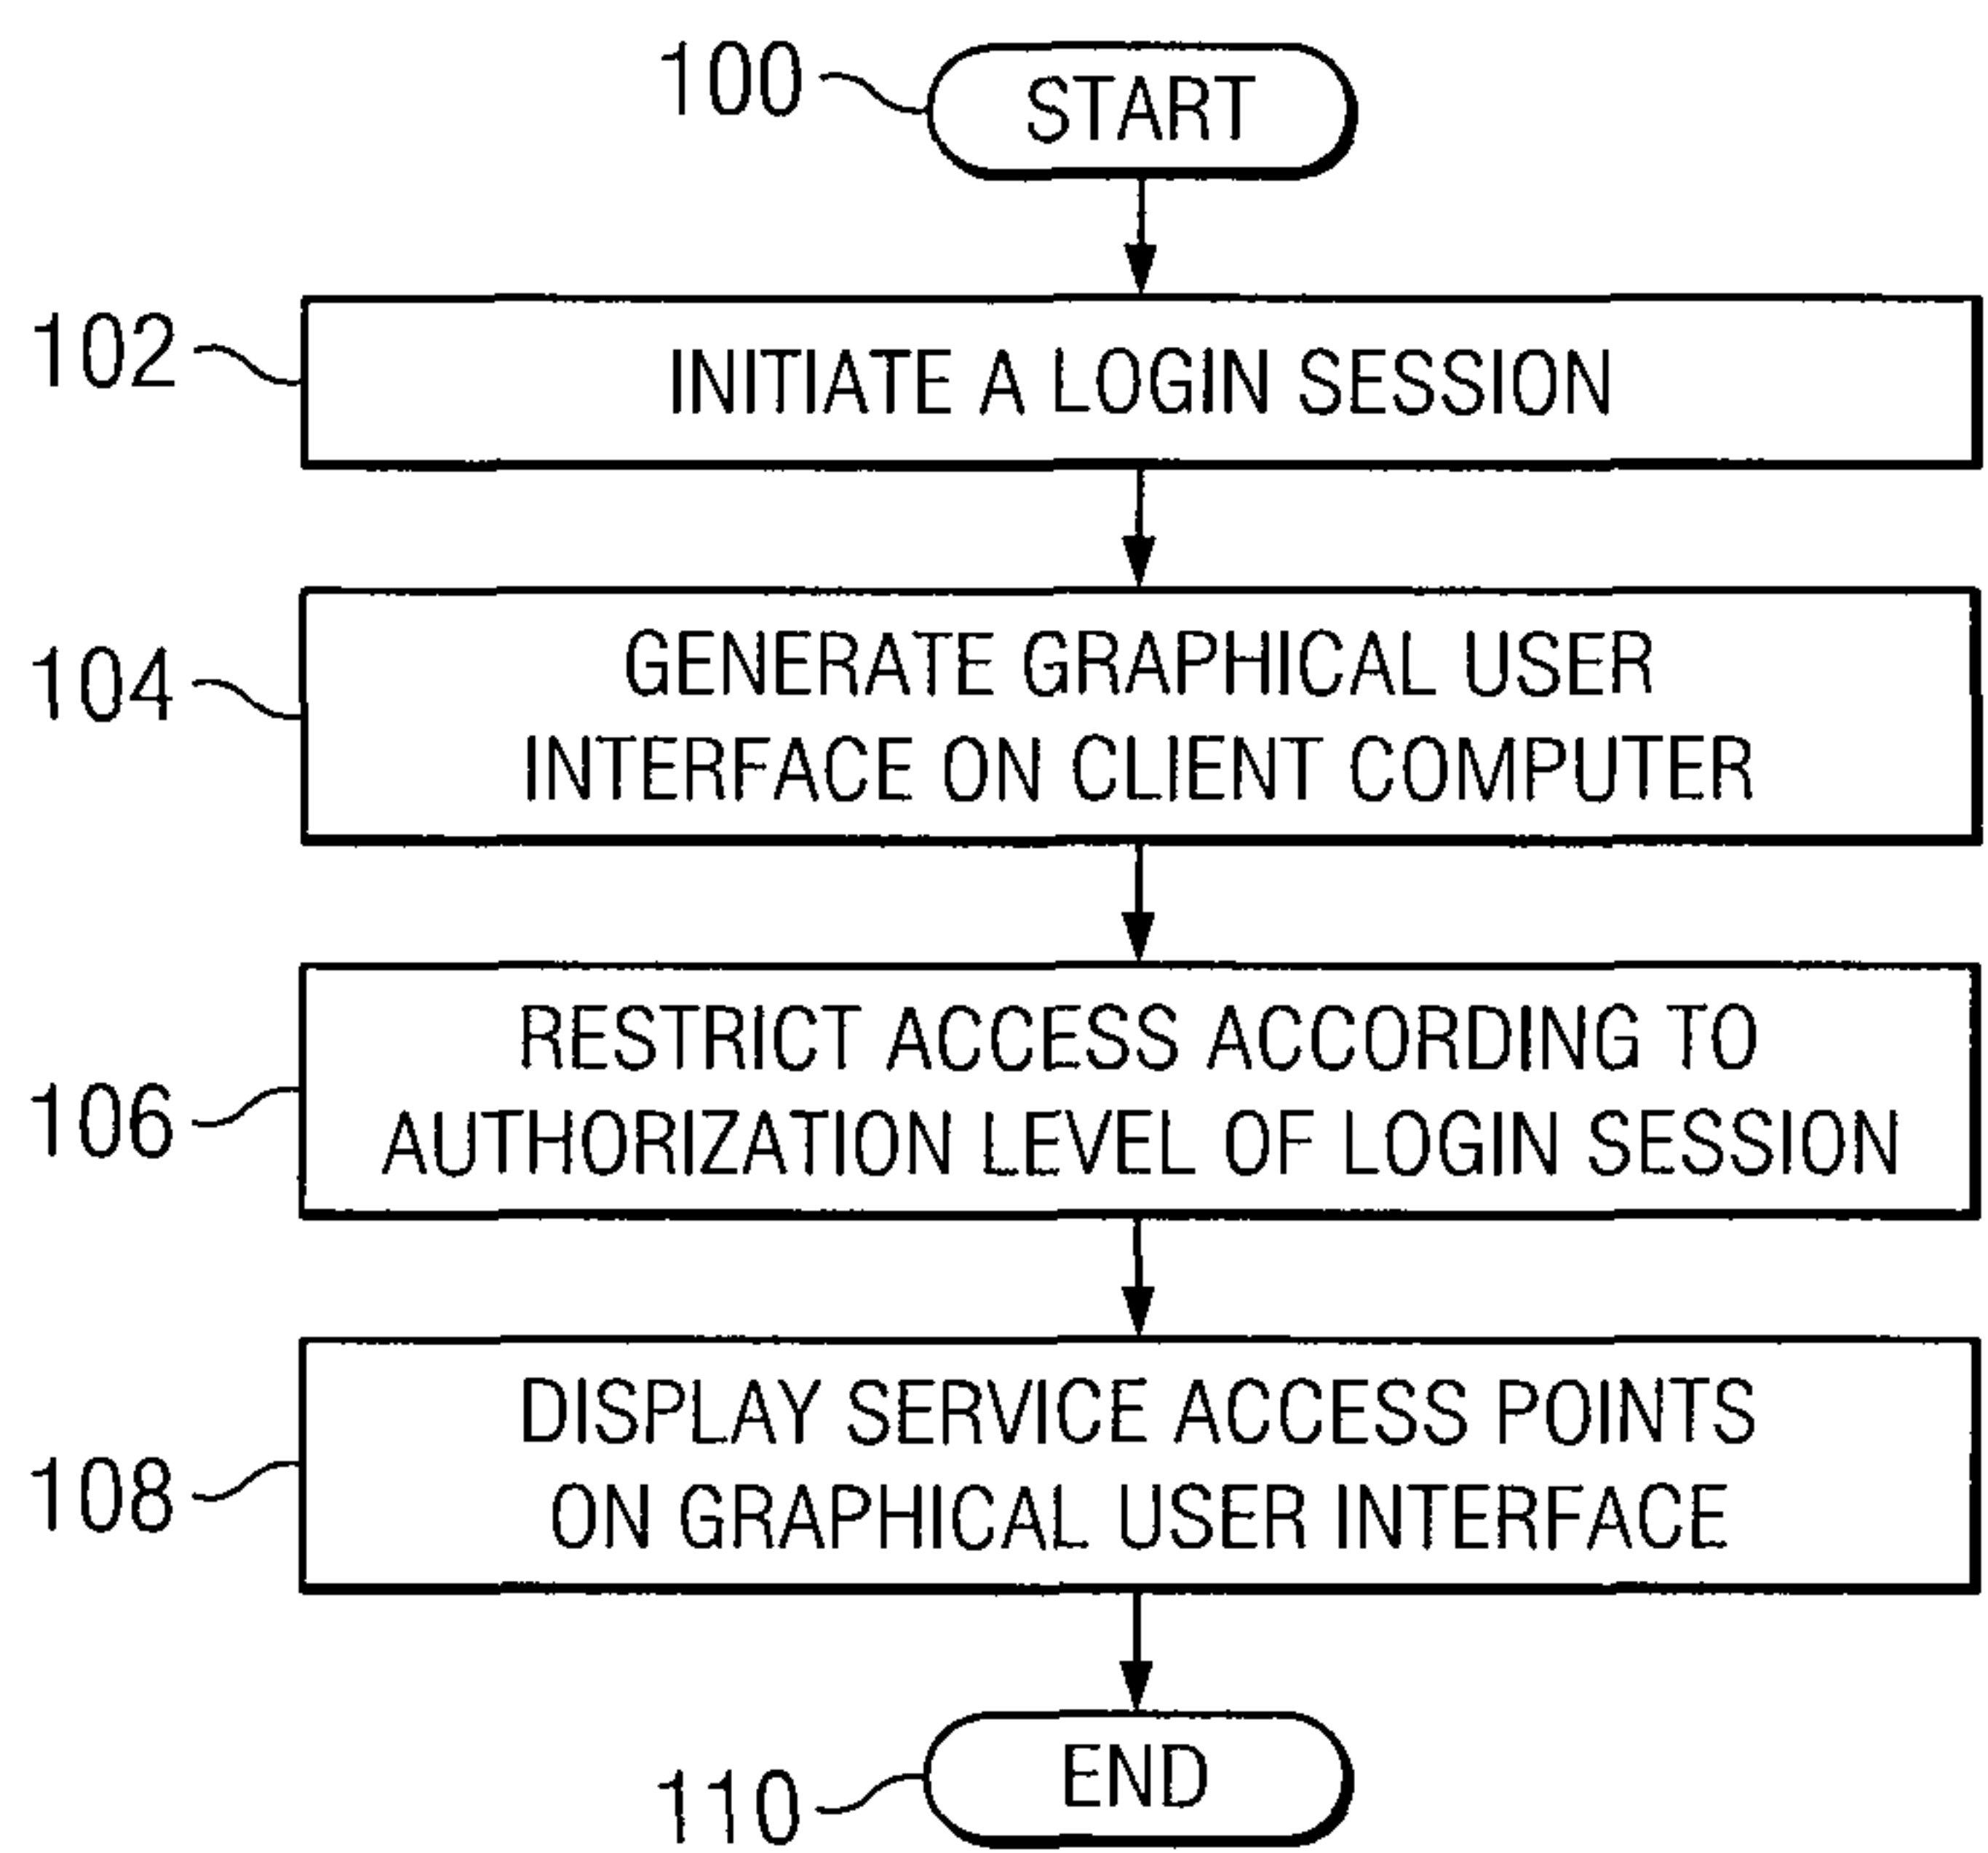 100
START
102
INITIATE A LOGIN SESSION
104
GENERATE GRAPHICAL USER
INTERFACE ON CLIENT COMPUTER
106
RESTRICT ACCESS ACCORDING TO
AUTHORIZATION LEVEL OF LOGIN SESSION
108
DISPLAY SERVICE ACCESS POINTS
ON GRAPHICAL USER INTERFACE
110
END